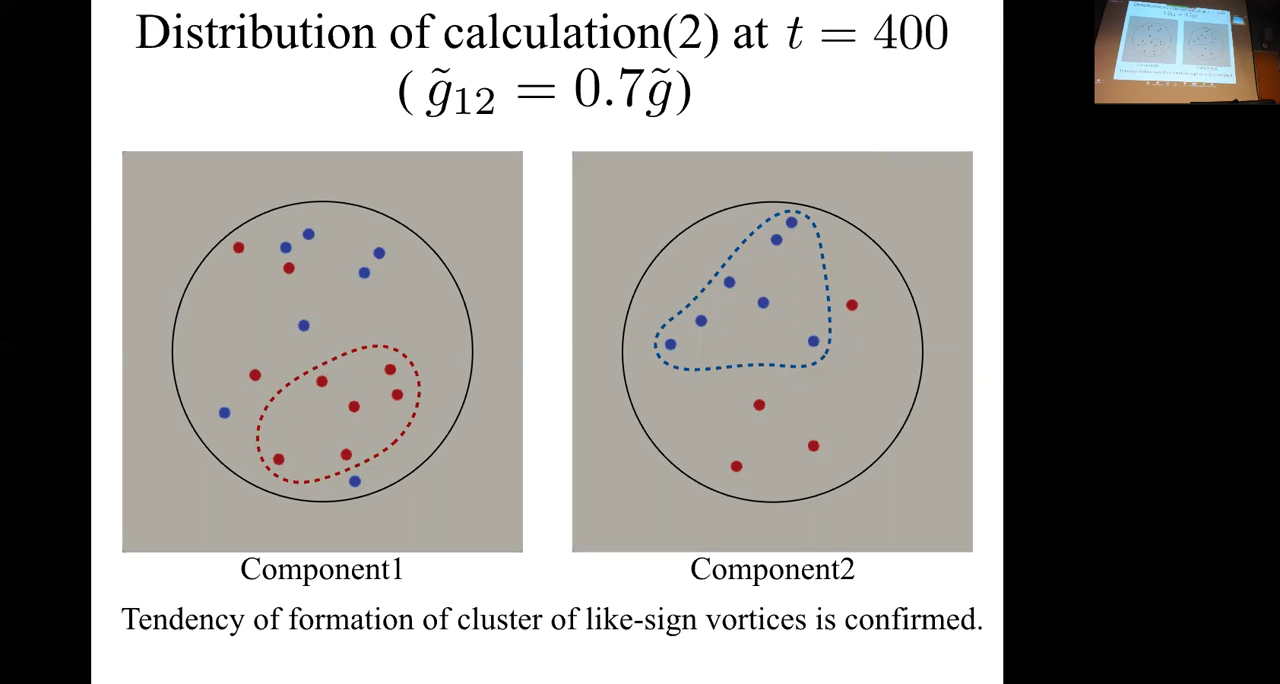 Distribution of calculation(2) at t = 400
( g̃₁₂ = 0.7g̃)
Component1
Component2
Tendency of formation of cluster of like-sign vortices is confirmed.